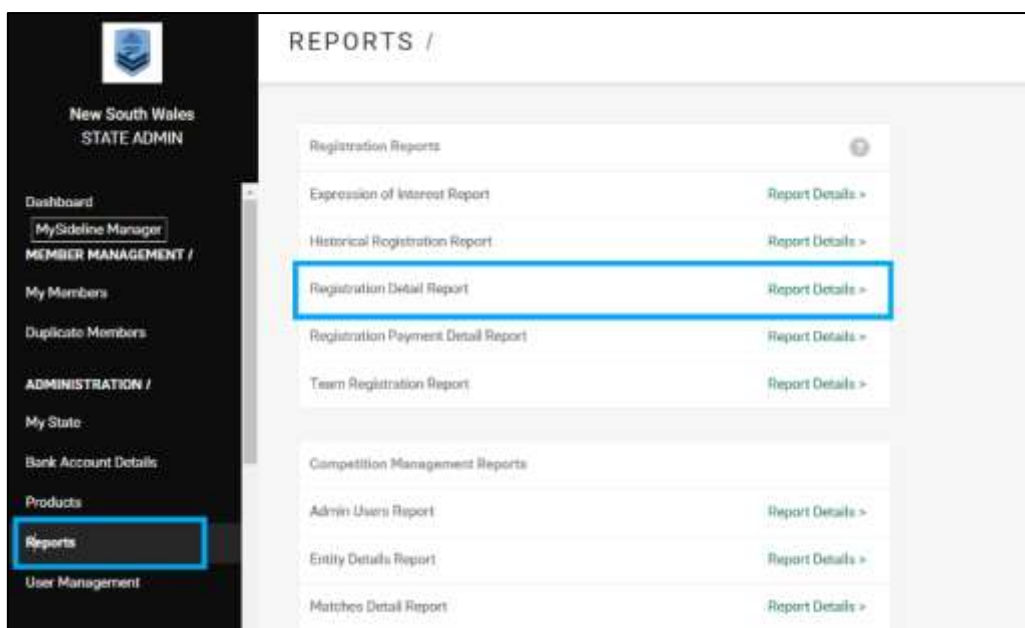 New South Wales
STATE ADMIN
Dashboard
MySideline Manager
MEMBER MANAGEMENT /
My Members
Duplicate Members
ADMINISTRATION /
My State
Bank Account Details
Products
Reports
User Management
REPORTS /
Registration Reports ?
Expression of Interest Report Report Details >
Historical Registration Report Report Details >
Registration Detail Report Report Details >
Registration Payment Detail Report Report Details >
Team Registration Report Report Details >
Competition Management Reports
Admin Users Report Report Details >
Entity Details Report Report Details >
Matches Detail Report Report Details >